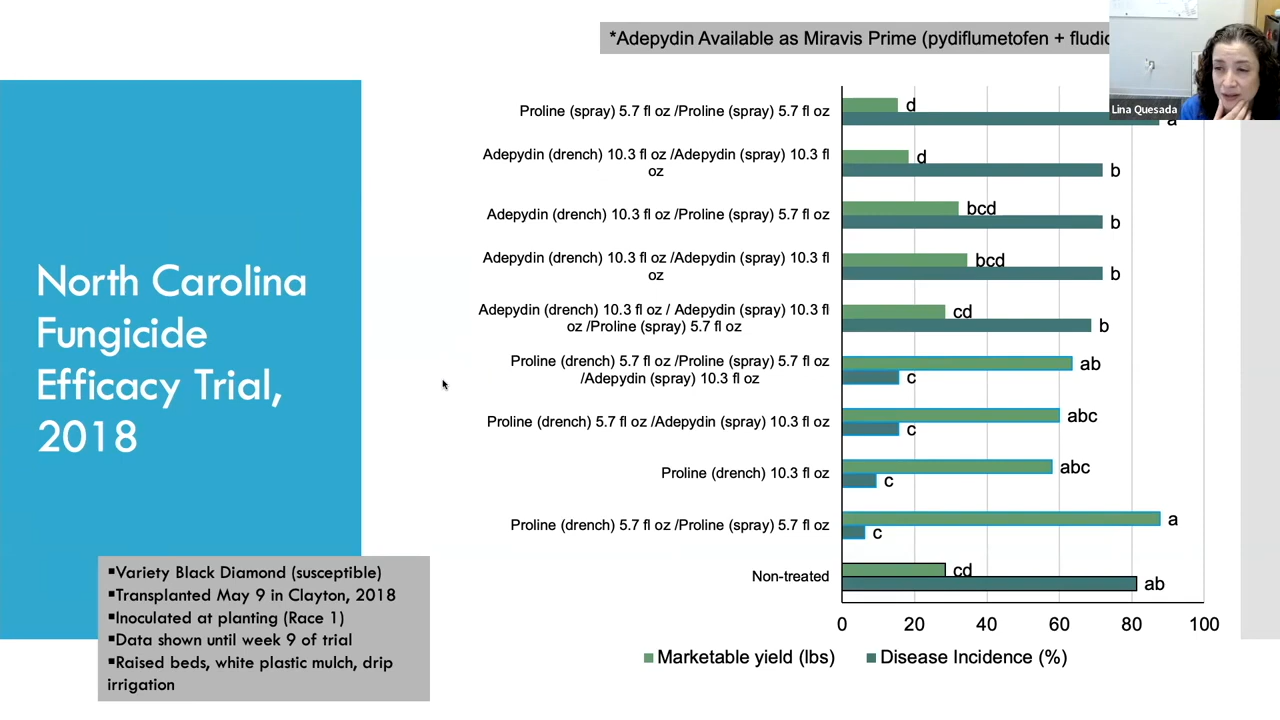 *Adepydin Available as Miravis Prime (pydiflumetofen +
Lina Quesada
North Carolina
Fungicide
Efficacy Trial,
2018
▪Variety Black Diamond (susceptible)
▪Transplanted May 9 in Clayton, 2018
▪Inoculated at planting (Race 1)
▪Data shown until week 9 of trial
▪Raised beds, white plastic mulch, drip
irrigation
Proline (spray) 5.7 fl oz /Proline (spray) 5.7 fl oz
d
a
Adepydin (drench) 10.3 fl oz /Adepydin (spray) 10.3 fl
oz
d
b
Adepydin (drench) 10.3 fl oz /Proline (spray) 5.7 fl oz
bcd
b
Adepydin (drench) 10.3 fl oz /Adepydin (spray) 10.3 fl
oz
bcd
b
Adepydin (drench) 10.3 fl oz / Adepydin (spray) 10.3 fl
oz /Proline (spray) 5.7 fl oz
cd
b
Proline (drench) 5.7 fl oz /Proline (spray) 5.7 fl oz
/Adepydin (spray) 10.3 fl oz
ab
c
Proline (drench) 5.7 fl oz /Adepydin (spray) 10.3 fl oz
abc
c
Proline (drench) 10.3 fl oz
abc
c
Proline (drench) 5.7 fl oz /Proline (spray) 5.7 fl oz
a
c
Non-treated
cd
ab
0 20 40 60 80 100
Marketable yield (lbs) Disease Incidence (%)